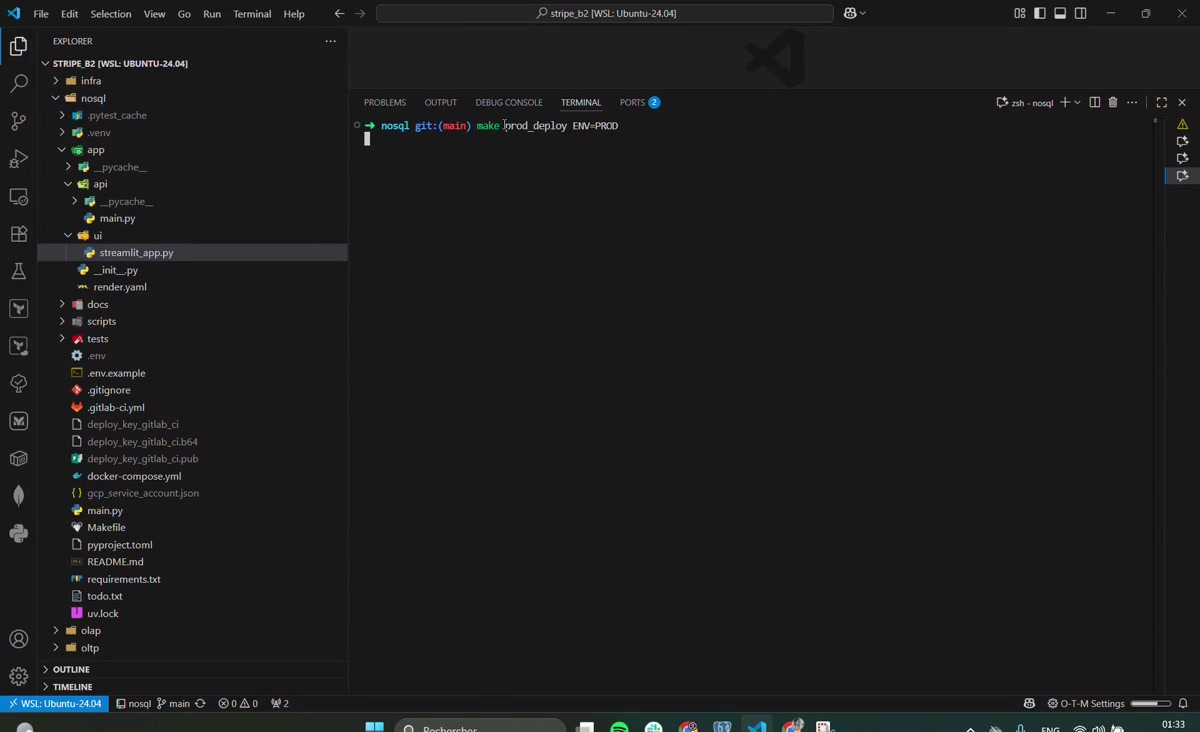 File Edit Selection View Go Run Terminal Help
stripe_b2 [WSL: Ubuntu-24.04]
EXPLORER
STRIPE_B2 [WSL: UBUNTU-24.04]
infra
nosql
.pytest_cache
.venv
app
__pycache__
api
__pycache__
main.py
ui
streamlit_app.py
__init__.py
render.yaml
docs
scripts
tests
.env
.env.example
.gitignore
.gitlab-ci.yml
deploy_key_gitlab_ci
deploy_key_gitlab_ci.b64
deploy_key_gitlab_ci.pub
docker-compose.yml
gcp_service_account.json
main.py
Makefile
pyproject.toml
README.md
requirements.txt
todo.txt
uv.lock
olap
oltp
OUTLINE
TIMELINE
PROBLEMS OUTPUT DEBUG CONSOLE TERMINAL PORTS 2
zsh - nosql
nosql git:(main) make prod_deploy ENV=PROD
WSL: Ubuntu-24.04 nosql main 0 0 2
O-T-M Settings
Rechercher
ENG
01:33